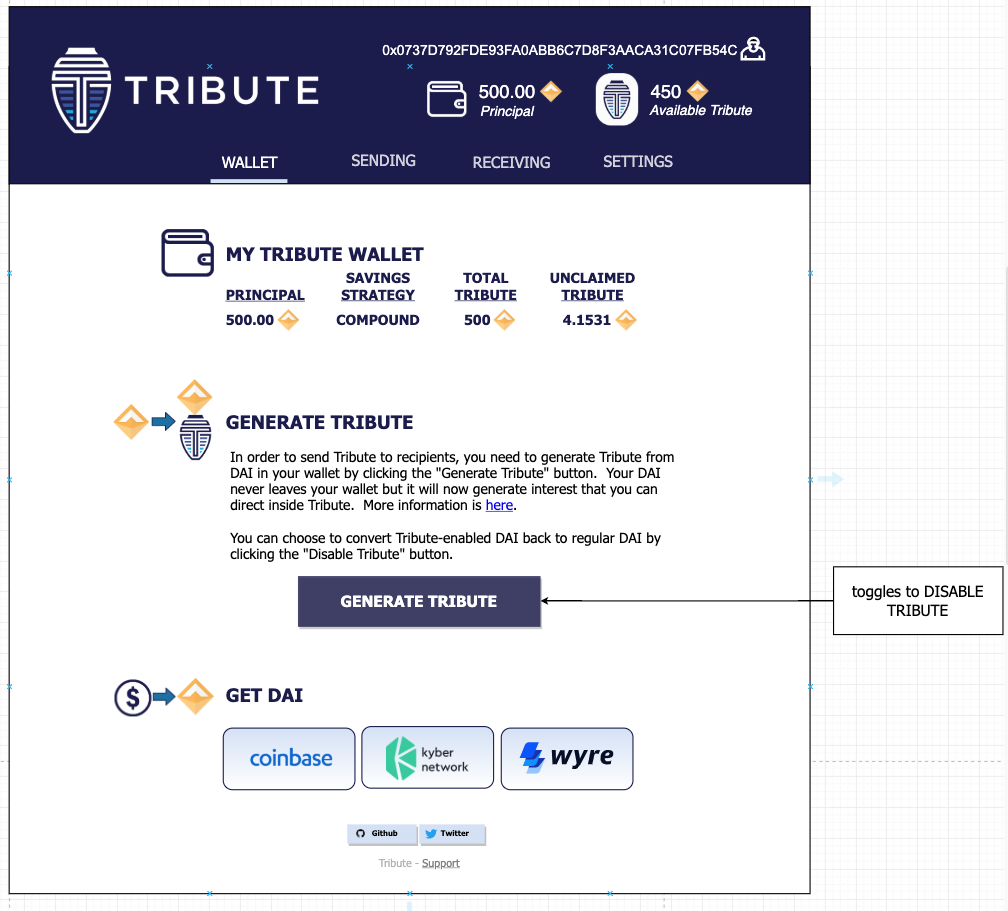 0x0737D792FDE93FA0ABB6C7D8F3AACA31C07FB54C
TRIBUTE
500.00
Principal
450
Available Tribute
WALLET
SENDING
RECEIVING
SETTINGS
MY TRIBUTE WALLET
PRINCIPAL
SAVINGS
STRATEGY
TOTAL
TRIBUTE
UNCLAIMED
TRIBUTE
500.00
COMPOUND
500
4.1531
GENERATE TRIBUTE
In order to send Tribute to recipients, you need to generate Tribute from
DAI in your wallet by clicking the "Generate Tribute" button.  Your DAI
never leaves your wallet but it will now generate interest that you can
direct inside Tribute.  More information is here.
You can choose to convert Tribute-enabled DAI back to regular DAI by
clicking the "Disable Tribute" button.
GENERATE TRIBUTE
toggles to DISABLE
TRIBUTE
$
GET DAI
coinbase
kyber
network
wyre
Github
Twitter
Tribute - Support